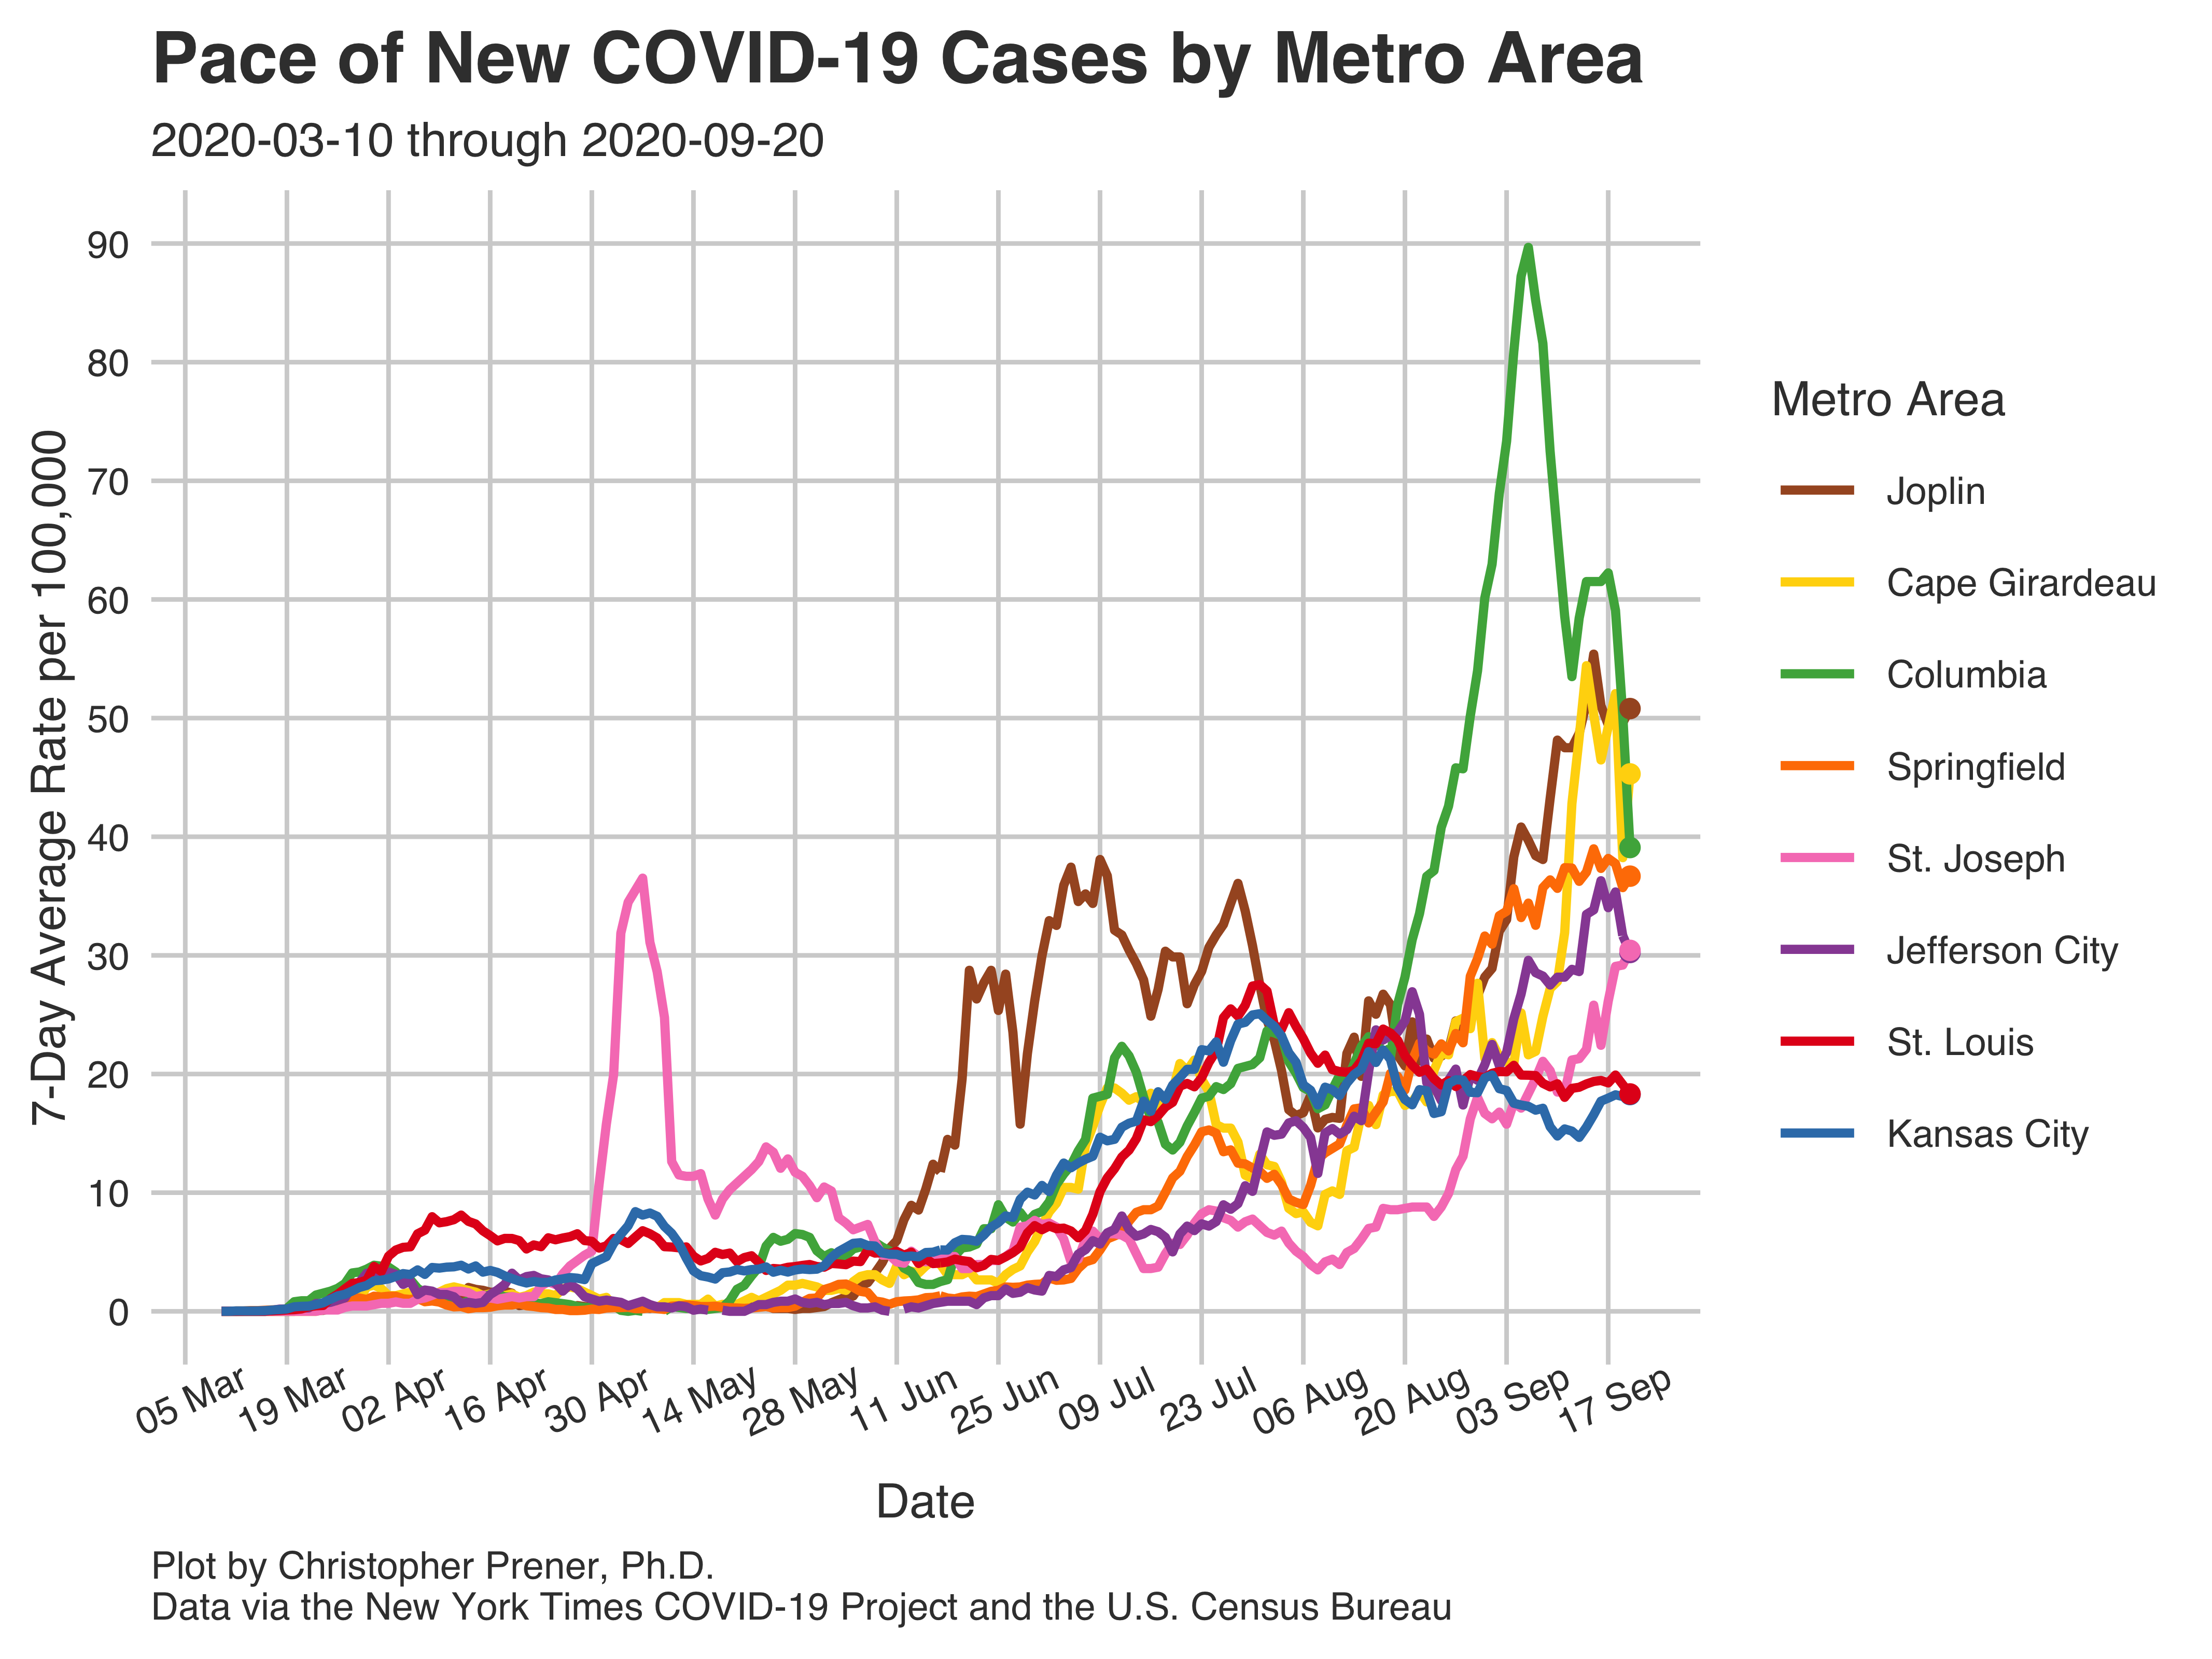 Pace of New COVID-19 Cases by Metro Area
2020-03-10 through 2020-09-20
7-Day Average Rate per 100,000
90
80
70
60
50
40
30
20
10
0
05 Mar
19 Mar
02 Apr
16 Apr
30 Apr
14 May
28 May
11 Jun
25 Jun
09 Jul
23 Jul
06 Aug
20 Aug
03 Sep
17 Sep
Date
Metro Area
Joplin
Cape Girardeau
Columbia
Springfield
St. Joseph
Jefferson City
St. Louis
Kansas City
Plot by Christopher Prener, Ph.D.
Data via the New York Times COVID-19 Project and the U.S. Census Bureau